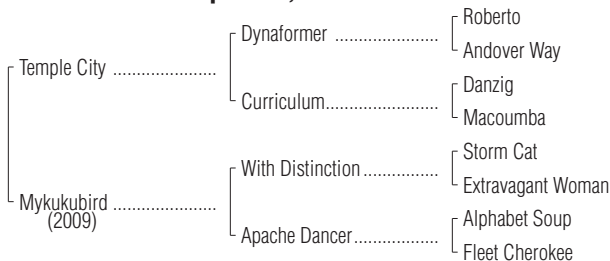 Roberto
Dynaformer ....................
Andover Way
Temple City ....................
Danzig
Curriculum......................
Macoumba
Storm Cat
With Distinction ...............
Extravagant Woman
Mykukubird ....................
(2009)
Alphabet Soup
Apache Dancer.................
Fleet Cherokee